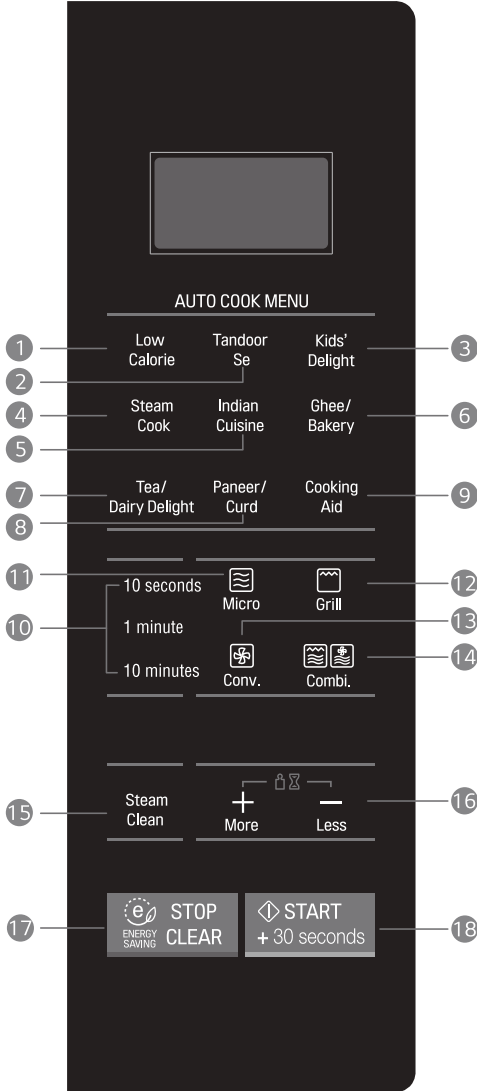 AUTO COOK MENU
1 Low Calorie
2 Tandoor Se
3 Kids' Delight
4 Steam Cook
5 Indian Cuisine
6 Ghee/ Bakery
7 Tea/ Dairy Delight
8 Paneer/ Curd
9 Cooking Aid
11 Micro
12 Grill
10 10 seconds
1 minute
10 minutes
13 Conv.
14 Combi.
15 Steam Clean
16 + More − Less
17 e ENERGY SAVING STOP CLEAR
18 START + 30 seconds